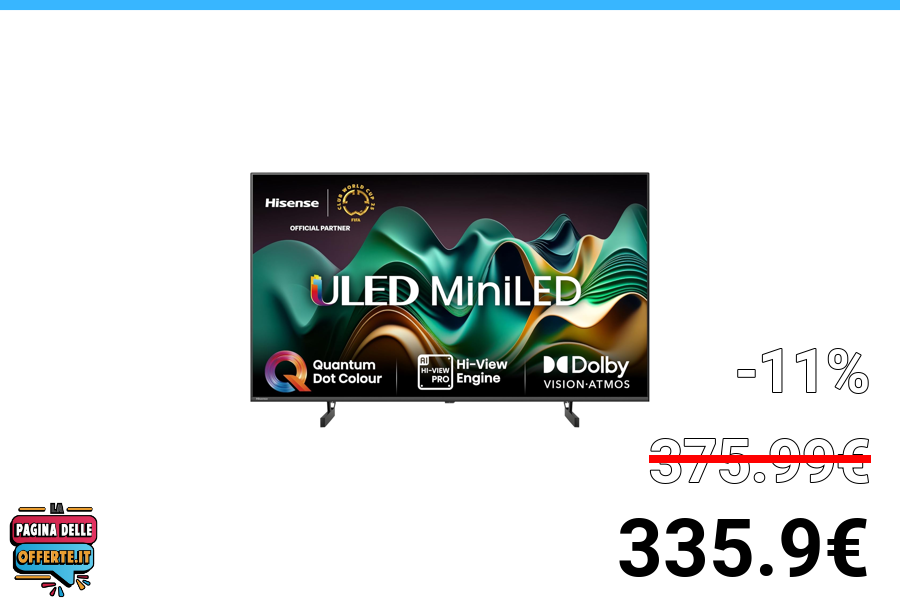 Hisense
CLUB WORLD CUP 25
FIFA
OFFICIAL PARTNER
ULED MiniLED
Quantum
Dot Colour
AI
HI-VIEW
PRO
Hi-View
Engine
Dolby
VISION·ATMOS
-11%
375.99€
335.9€
LA
PAGINA DELLE
OFFERTE.IT